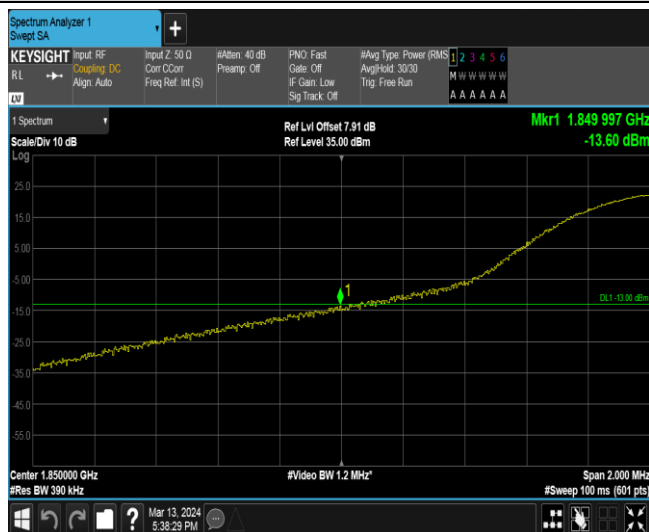 Spectrum Analyzer 1
Swept SA
+
KEYSIGHT Input: RF Input Z: 50 Ω #Atten: 40 dB PNO: Fast #Avg Type: Power (RMS 1 2 3 4 5 6
RL Coupling: DC Corr CCorr Preamp: Off Gate: Off Avg|Hold: 30/30 M W W W W W
Align: Auto Freq Ref: Int (S) IF Gain: Low Trig: Free Run
Sig Track: Off A A A A A A
LXI
1 Spectrum Ref Lvl Offset 7.91 dB Mkr1 1.849 997 GHz
Scale/Div 10 dB Ref Level 35.00 dBm -13.60 dBm
Log
25.0
15.0
5.00
1
-5.00
DL1 -13.00 dBm
-15.0
-25.0
-35.0
-45.0
-55.0
Center 1.850000 GHz #Video BW 1.2 MHz* Span 2.000 MHz
#Res BW 390 kHz #Sweep 100 ms (601 pts)
? Mar 13, 2024
5:38:29 PM